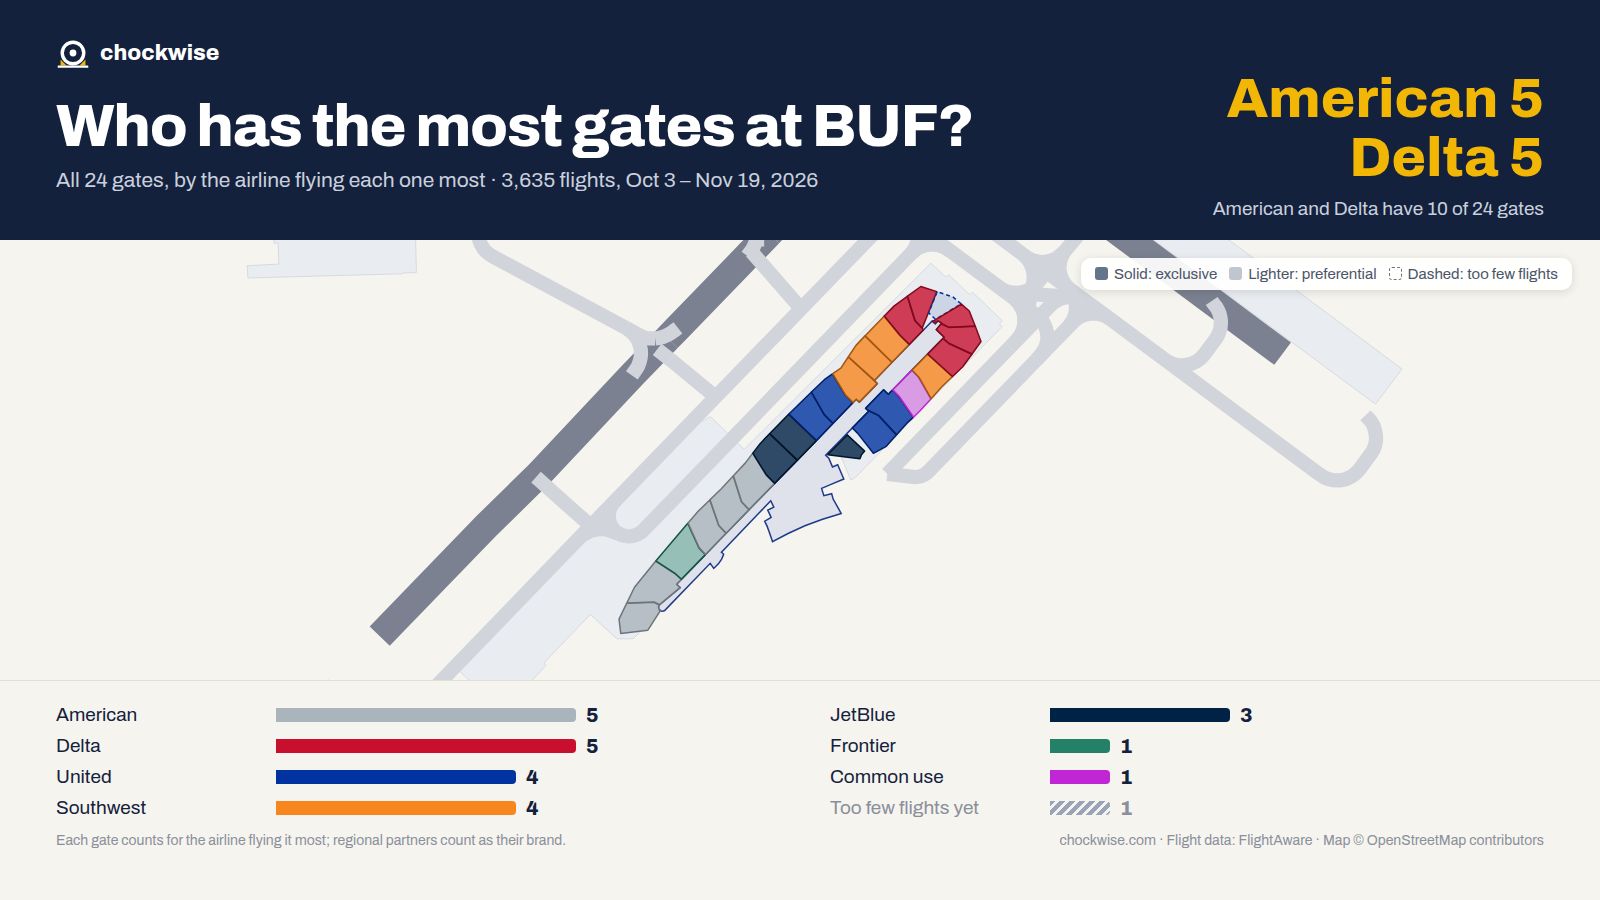 chockwise
Who has the most gates at BUF?
All 24 gates, by the airline flying each one most · 3,635 flights, Oct 3 – Nov 19, 2026
American 5
Delta 5
American and Delta have 10 of 24 gates
Solid: exclusive Lighter: preferential Dashed: too few flights
American 5
Delta 5
United 4
Southwest 4
JetBlue 3
Frontier 1
Common use 1
Too few flights yet 1
Each gate counts for the airline flying it most; regional partners count as their brand.
chockwise.com · Flight data: FlightAware · Map © OpenStreetMap contributors